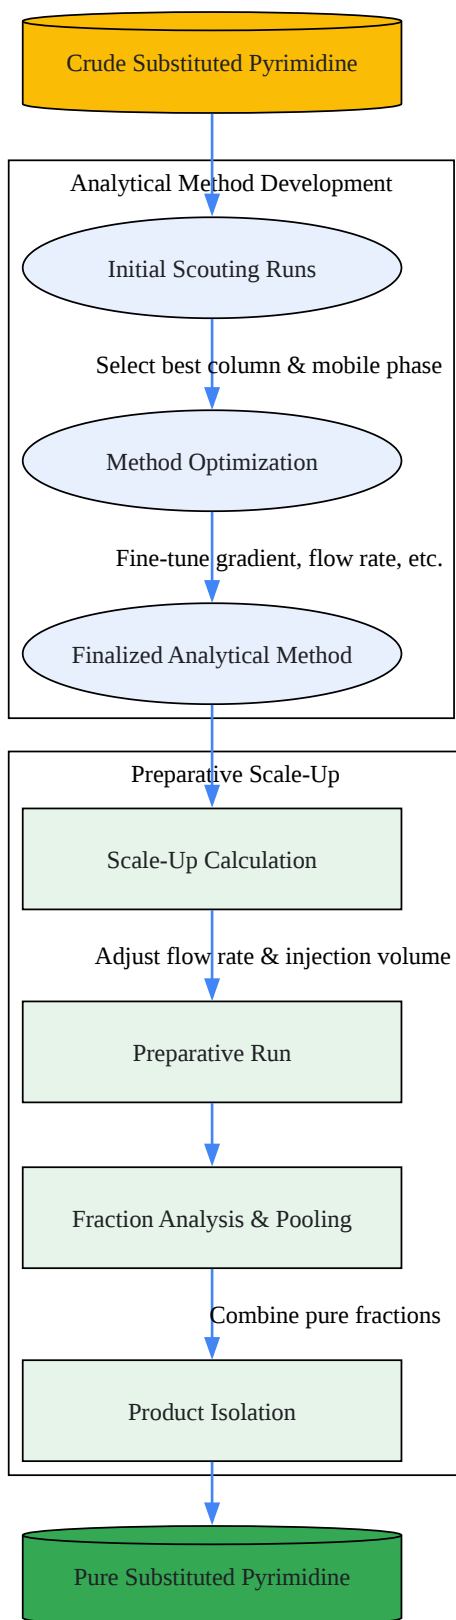 Crude Substituted Pyrimidine
Analytical Method Development
Initial Scouting Runs
Select best column & mobile phase
Method Optimization
Fine-tune gradient, flow rate, etc.
Finalized Analytical Method
Preparative Scale-Up
Scale-Up Calculation
Adjust flow rate & injection volume
Preparative Run
Fraction Analysis & Pooling
Combine pure fractions
Product Isolation
Pure Substituted Pyrimidine